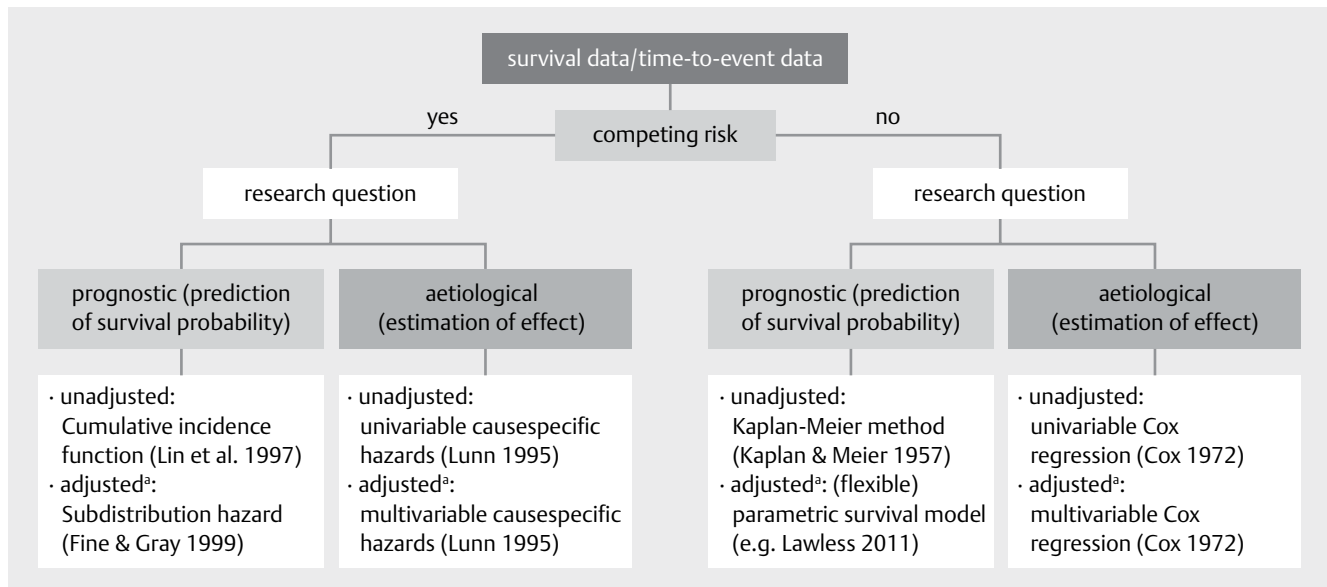 survival data/time-to-event data
yes
competing risk
no
research question
research question
prognostic (prediction
of survival probability)
aetiological
(estimation of effect)
prognostic (prediction
of survival probability)
aetiological
(estimation of effect)
· unadjusted:
Cumulative incidence
function (Lin et al. 1997)
· adjustedᵃ:
Subdistribution hazard
(Fine & Gray 1999)
· unadjusted:
univariable causespecific
hazards (Lunn 1995)
· adjustedᵃ:
multivariable causespecific
hazards (Lunn 1995)
· unadjusted:
Kaplan-Meier method
(Kaplan & Meier 1957)
· adjustedᵃ: (flexible)
parametric survival model
(e.g. Lawless 2011)
· unadjusted:
univariable Cox
regression (Cox 1972)
· adjustedᵃ:
multivariable Cox
regression (Cox 1972)